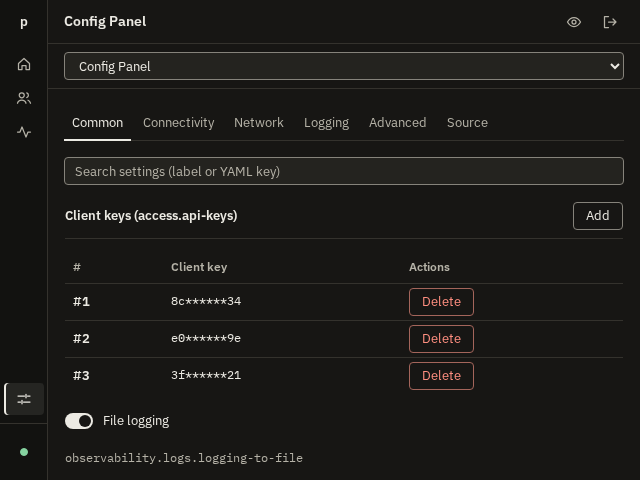 p
Config Panel
Config Panel
Common Connectivity Network Logging Advanced Source
Search settings (label or YAML key)
Client keys (access.api-keys) Add
# Client key Actions
#1 8c******34 Delete
#2 e0******9e Delete
#3 3f******21 Delete
File logging
observability.logs.logging-to-file